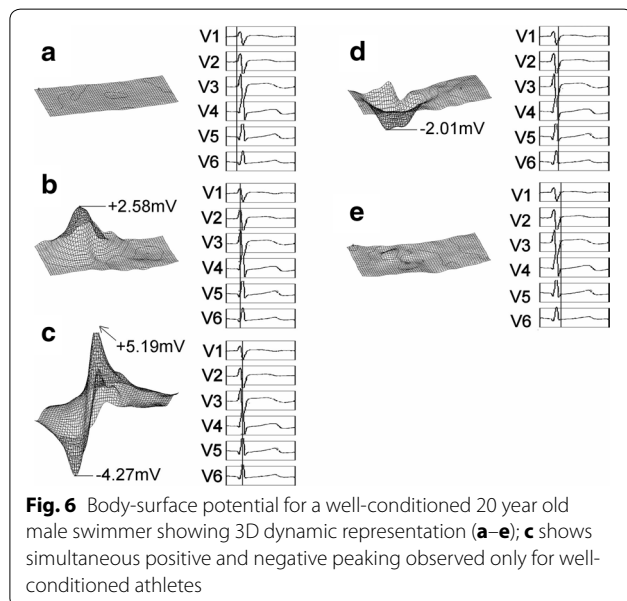 a
V1
V2
V3
V4
V5
V6
b
+2.58mV
V1
V2
V3
V4
V5
V6
c
+5.19mV
-4.27mV
V1
V2
V3
V4
V5
V6
d
-2.01mV
V1
V2
V3
V4
V5
V6
e
V1
V2
V3
V4
V5
V6
Fig. 6 Body-surface potential for a well-conditioned 20 year old
male swimmer showing 3D dynamic representation (a–e); c shows
simultaneous positive and negative peaking observed only for well-
conditioned athletes